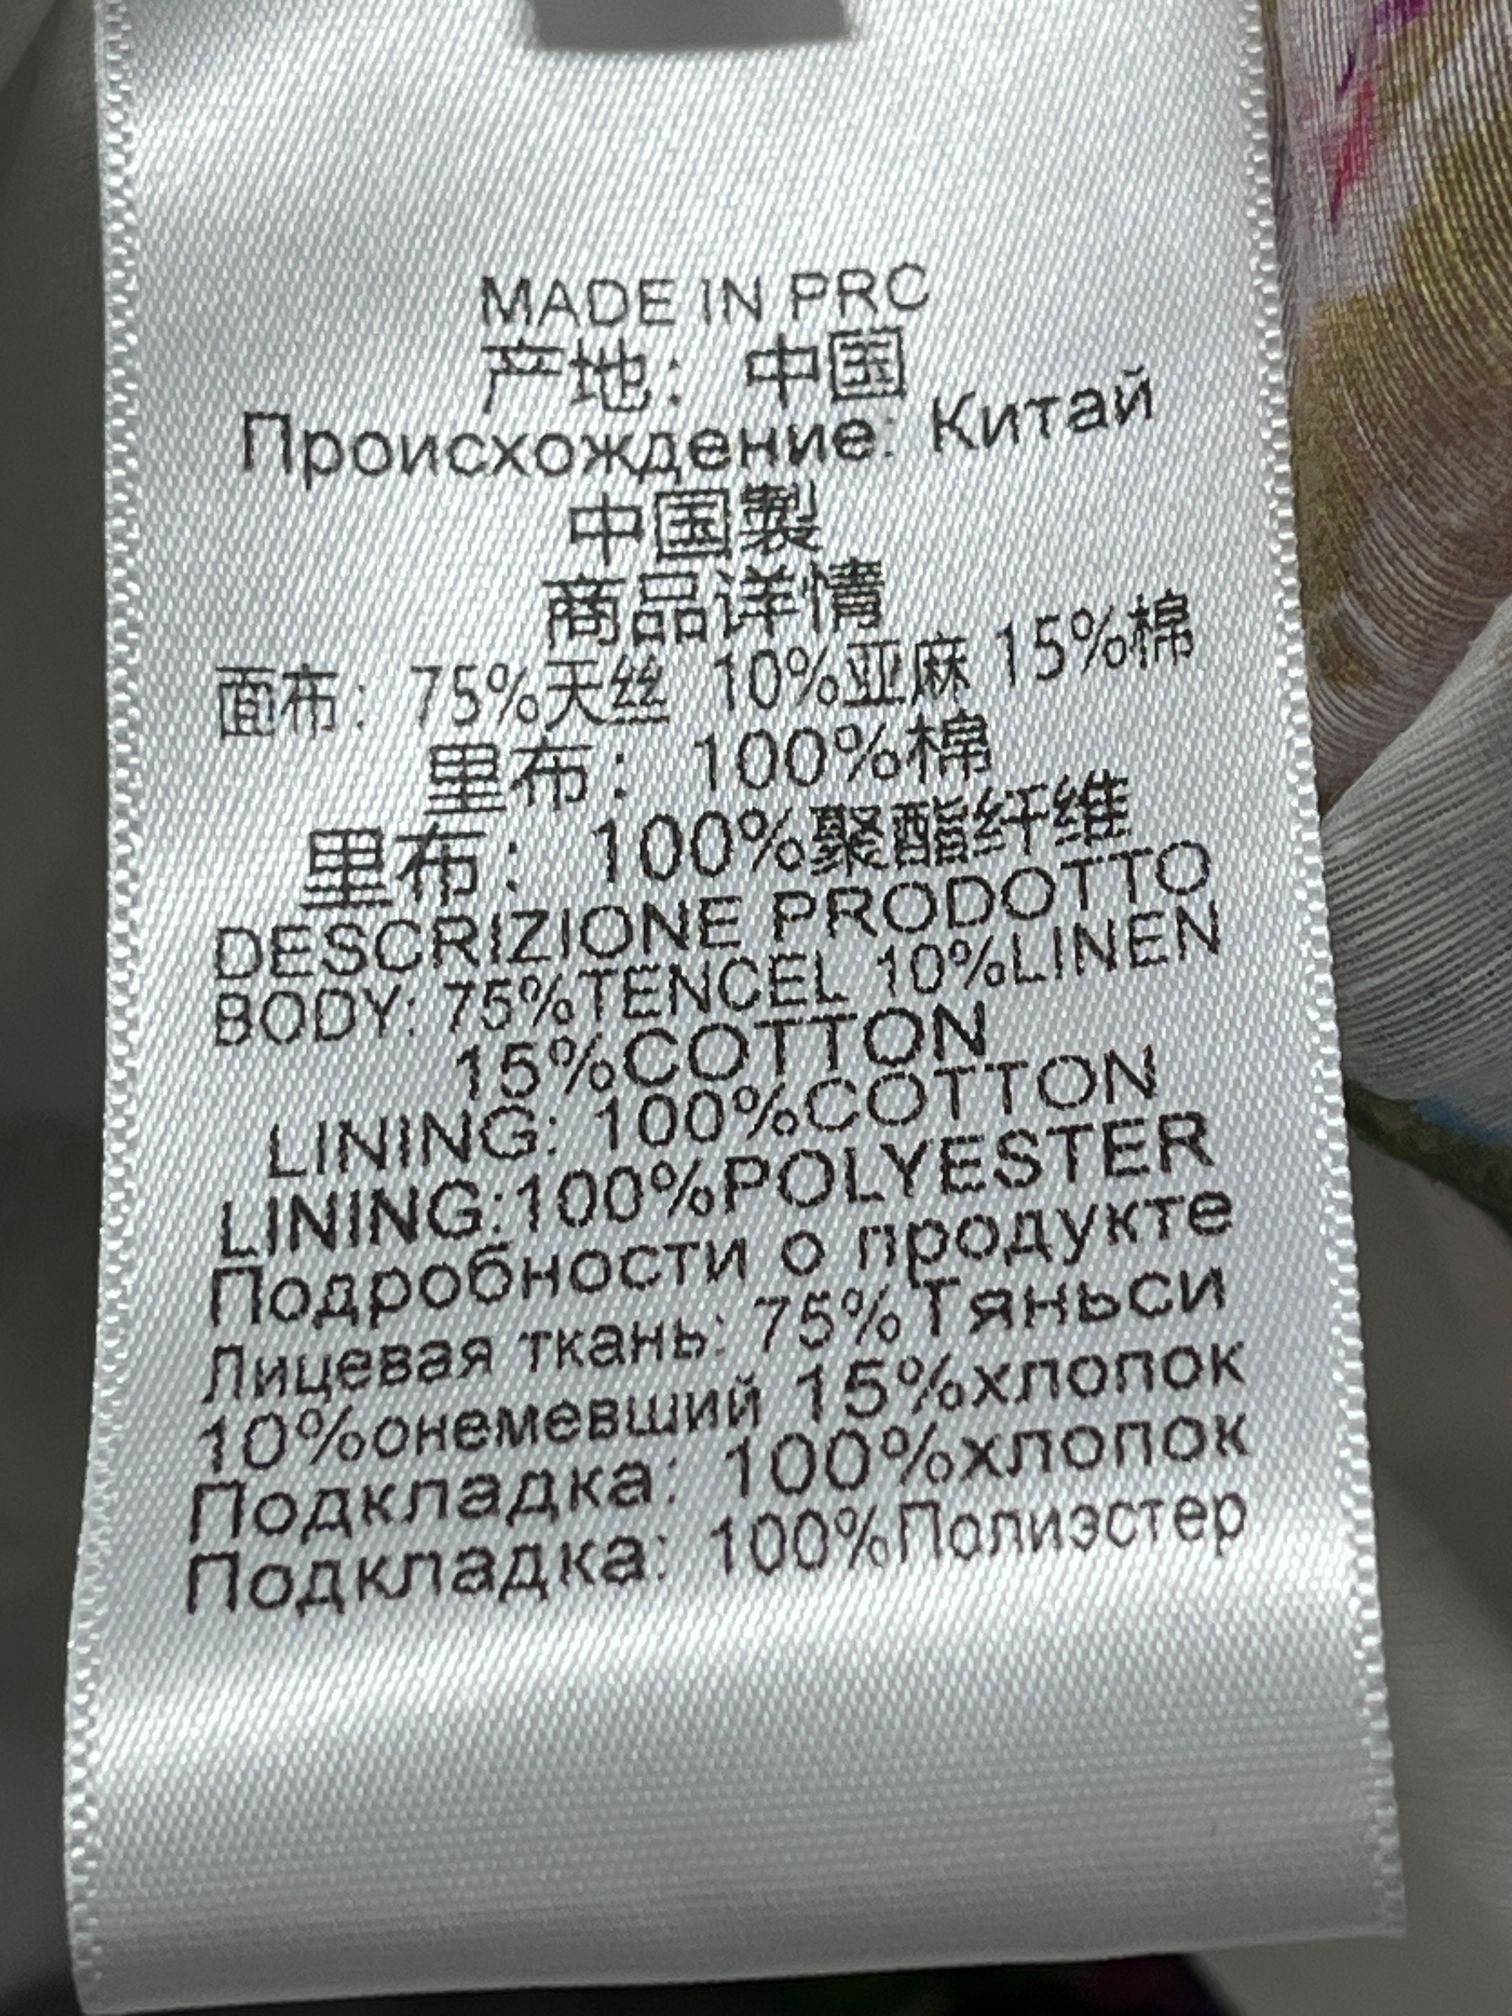 MADE IN PRC
产地：中国
Происхождение: Китай
中国製
商品详情
面布：75%天丝 10%亚麻 15%棉
里布：100%棉
里布：100%聚酯纤维
DESCRIZIONE PRODOTTO
BODY: 75%TENCEL 10%LINEN
15%COTTON
LINING: 100%COTTON
LINING:100%POLYESTER
Подробности о продукте
Лицевая ткань: 75%Тяньси
10%онемевший 15%хлопок
Подкладка: 100%хлопок
Подкладка: 100%Полиэстер